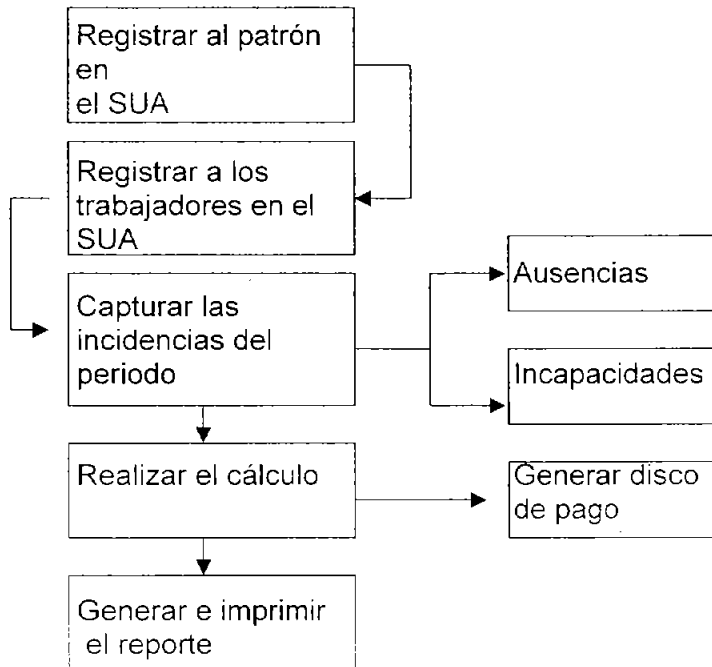 Registrar al patrón
en
el SUA
Registrar a los
trabajadores en el
SUA
Capturar las
incidencias del
periodo
Ausencias
Incapacidades
Realizar el cálculo
Generar disco
de pago
Generar e imprimir
el reporte